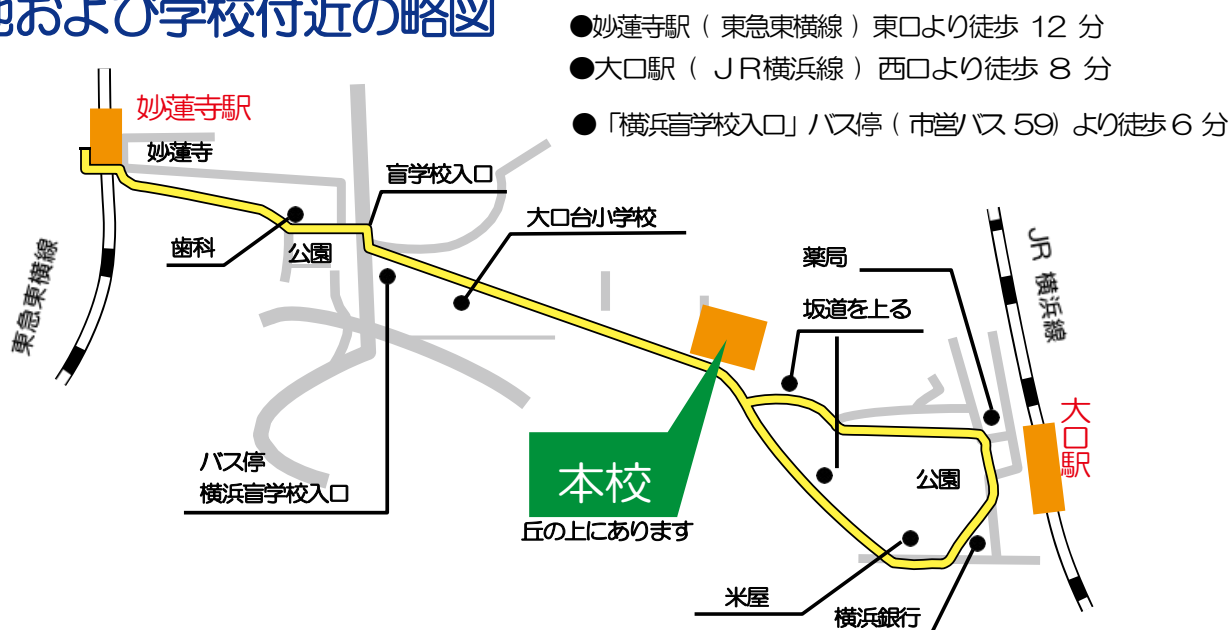 地および学校付近の略図
●妙蓮寺駅（ 東急東横線 ）東口より徒歩 12 分
●大口駅（ ＪＲ横浜線 ）西口より徒歩 8 分
●「横浜盲学校入口」バス停（ 市営バス 59）より徒歩 6 分
妙蓮寺駅
妙蓮寺
盲学校入口
大口台小学校
歯科
公園
薬局
JR 横浜線
東急東横線
坂道を上る
大口駅
バス停
横浜盲学校入口
本校
公園
丘の上にあります
米屋
横浜銀行